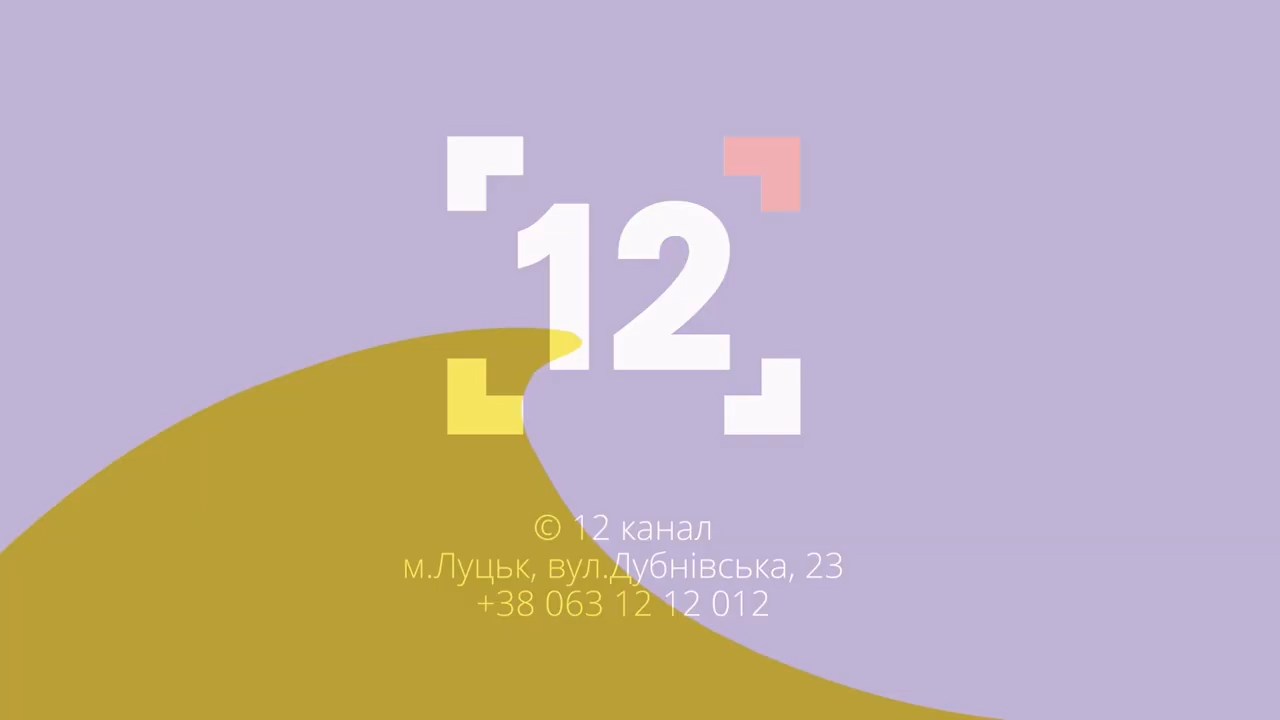 12
© 12 канал
м.Луцьк, вул.Дубнівська, 23
+38 063 12 12 012